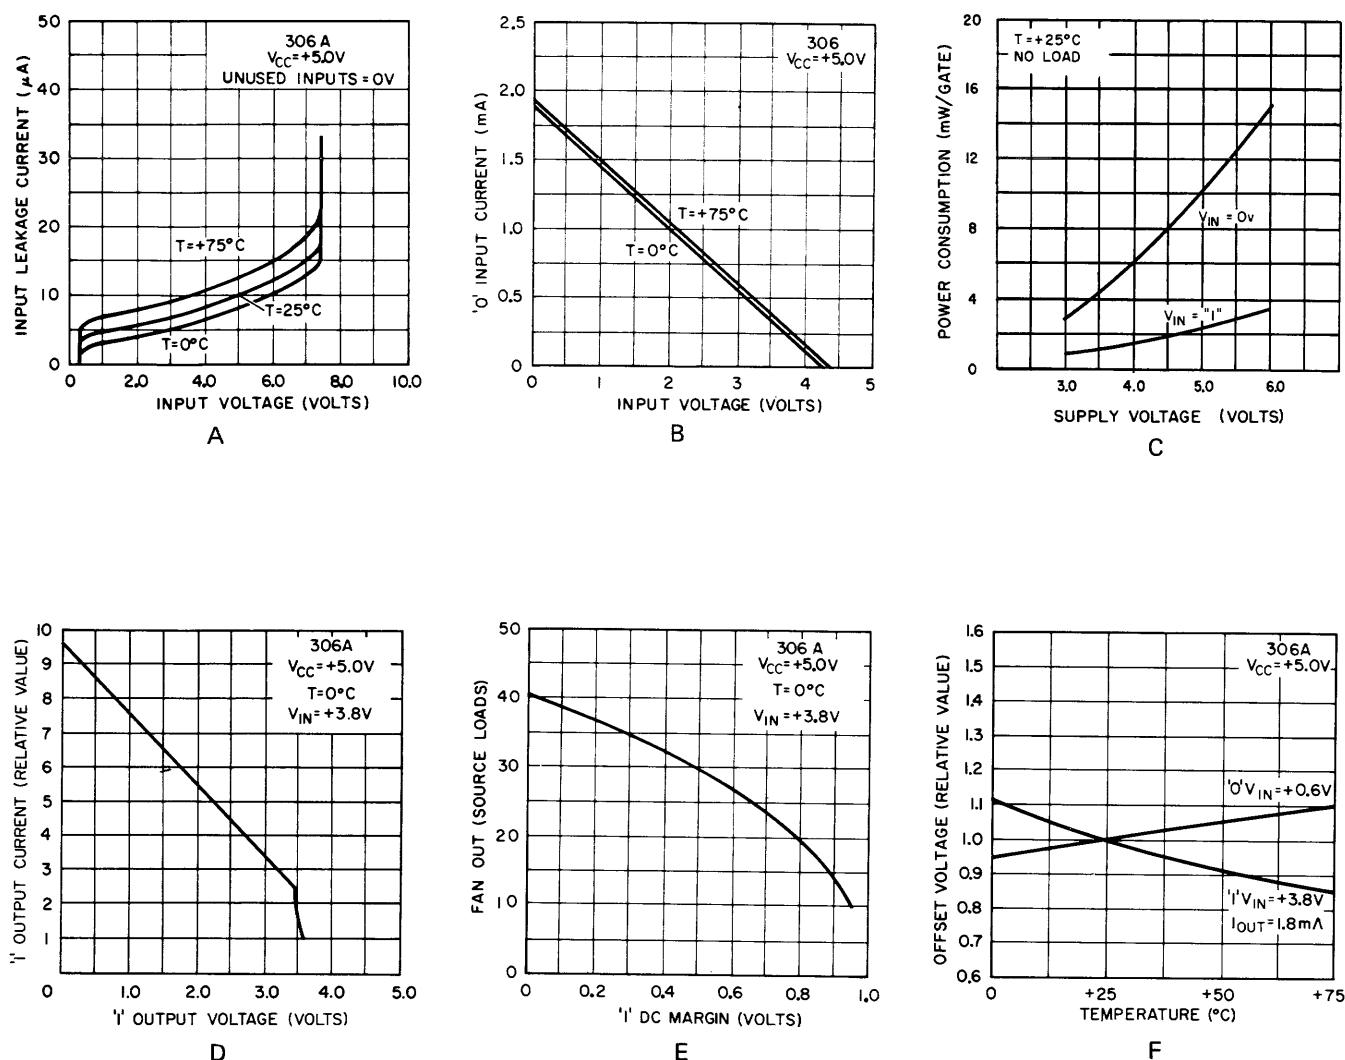 306A
VCC=+5.0V
UNUSED INPUTS=0V
INPUT LEAKAGE CURRENT (μA)
50
40
30
20
10
0
T=+75°C
T=25°C
T=0°C
0 2.0 4.0 6.0 8.0 10.0
INPUT VOLTAGE (VOLTS)
A
306
VCC=+5.0V
'0' INPUT CURRENT (mA)
2.5
2.0
1.5
1.0
0.5
0
T=+75°C
T=0°C
0 1 2 3 4 5
INPUT VOLTAGE (VOLTS)
B
T=+25°C
NO LOAD
POWER CONSUMPTION (mW/GATE)
20
16
14
12
8
4
0
VIN = 0v
VIN = "1"
3.0 4.0 5.0 6.0
SUPPLY VOLTAGE (VOLTS)
C
306A
VCC=+5.0V
T=0°C
VIN=+3.8V
'1' OUTPUT CURRENT (RELATIVE VALUE)
10
9
8
7
6
5
4
3
2
1
0 1.0 2.0 3.0 4.0 5.0
'1' OUTPUT VOLTAGE (VOLTS)
D
306A
VCC=+5.0V
T=0°C
VIN=+3.8V
FAN OUT (SOURCE LOADS)
50
40
30
20
10
0
0 0.2 0.4 0.6 0.8 1.0
'1' DC MARGIN (VOLTS)
E
306A
VCC=+5.0V
OFFSET VOLTAGE (RELATIVE VALUE)
1.6
1.5
1.4
1.3
1.2
1.1
1.0
0.9
0.8
0.7
0.6
'0' VIN=+0.6V
'1' VIN=+3.8V
IOUT=1.8mA
0 +25 +50 +75
TEMPERATURE (°C)
F